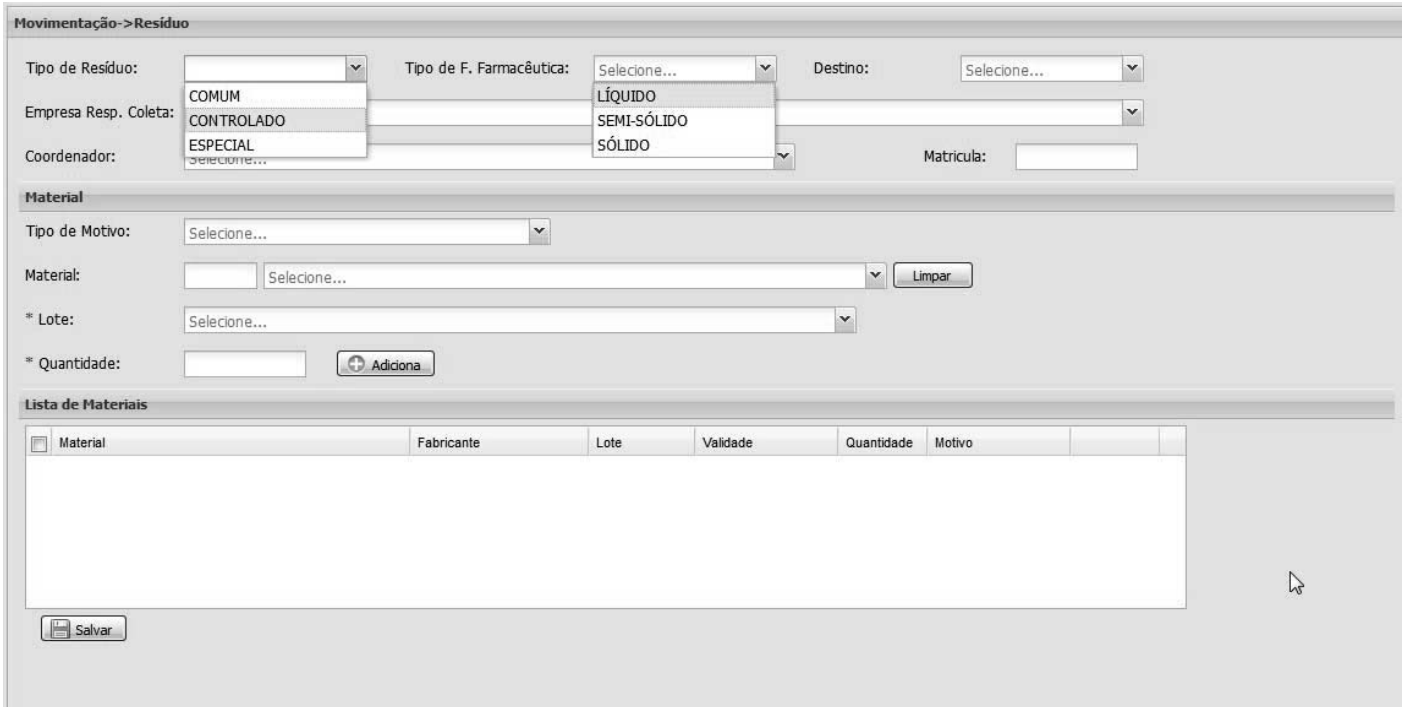 Movimentação->Resíduo
Tipo de Resíduo: Tipo de F. Farmacêutica: Selecione... Destino: Selecione...
COMUM LÍQUIDO
Empresa Resp. Coleta:
CONTROLADO SEMI-SÓLIDO
ESPECIAL SÓLIDO
Coordenador: Selecione... Matricula:
Material
Tipo de Motivo: Selecione...
Material: Selecione... Limpar
* Lote: Selecione...
* Quantidade: Adiciona
Lista de Materiais
Material Fabricante Lote Validade Quantidade Motivo
Salvar